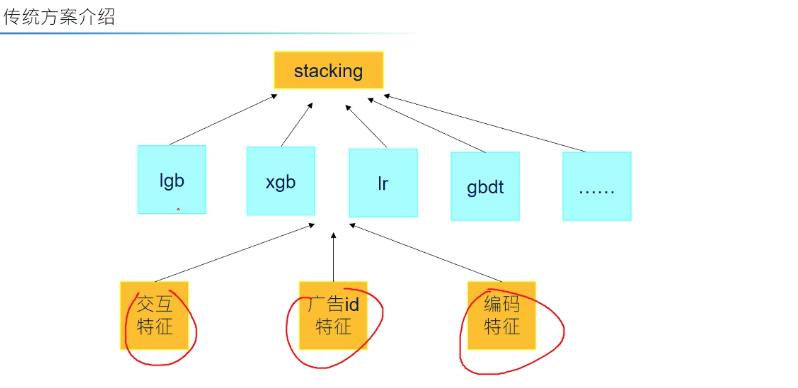 传统方案介绍
stacking
lgb
xgb
lr
gbdt
......
交互
特征
广告id
特征
编码
特征